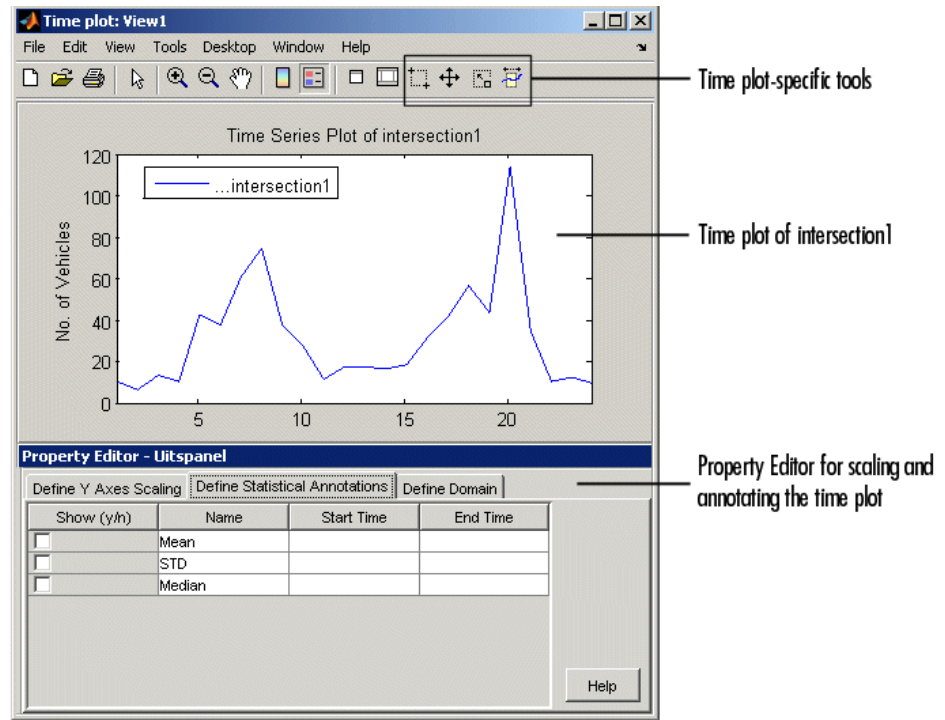 Time plot: View1
File Edit View Tools Desktop Window Help
Time plot-specific tools
Time Series Plot of intersection1
...intersection1
No. of Vehicles
120
100
80
60
40
20
0
5 10 15 20
Time plot of intersection1
Property Editor - Uitspanel
Define Y Axes Scaling Define Statistical Annotations Define Domain
Show (y/n) Name Start Time End Time
Mean
STD
Median
Help
Property Editor for scaling and
annotating the time plot